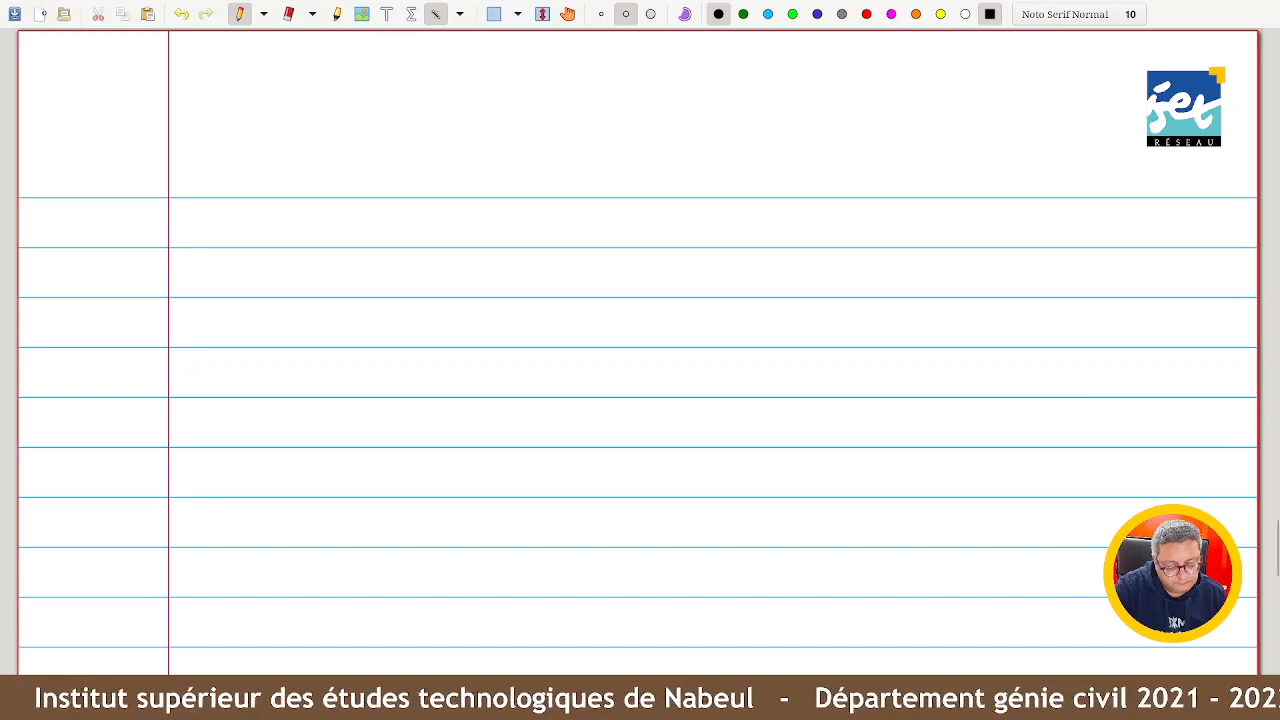 Noto Serif Normal 10
iset
RÉSEAU
Institut supérieur des études technologiques de Nabeul - Département génie civil 2021 - 202